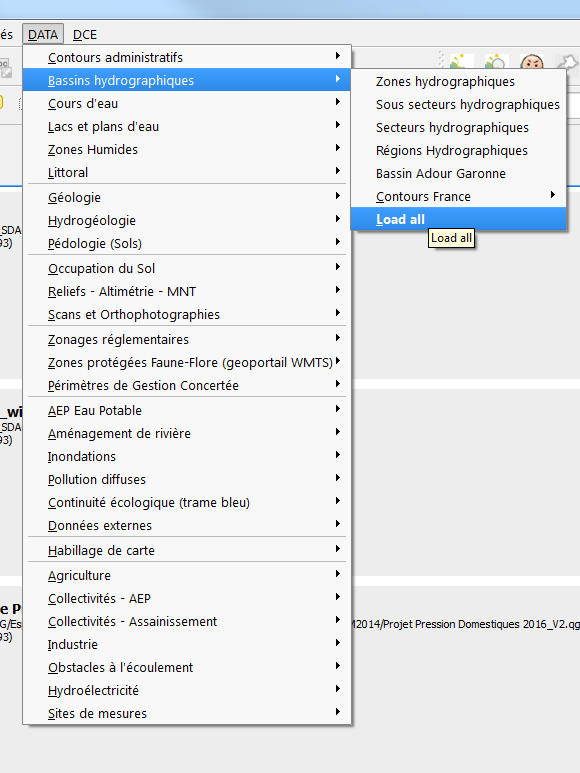 és DATA DCE
Contours administratifs
Bassins hydrographiques
Cours d'eau
Lacs et plans d'eau
Zones Humides
Littoral
Géologie
Hydrogéologie
Pédologie (Sols)
Occupation du Sol
Reliefs - Altimétrie - MNT
Scans et Orthophotographies
Zonages réglementaires
Zones protégées Faune-Flore (geoportail WMTS)
Périmètres de Gestion Concertée
AEP Eau Potable
Aménagement de rivière
Inondations
Pollution diffuses
Continuité écologique (trame bleu)
Données externes
Habillage de carte
Agriculture
Collectivités - AEP
Collectivités - Assainissement
Industrie
Obstacles à l'écoulement
Hydroélectricité
Sites de mesures
Zones hydrographiques
Sous secteurs hydrographiques
Secteurs hydrographiques
Régions Hydrographiques
Bassin Adour Garonne
Contours France
Load all
Load all
_SDA
93)
_wi
_SDA
93)
e P
G/Es
93)
M2014/Projet Pression Domestiques 2016_V2.qg